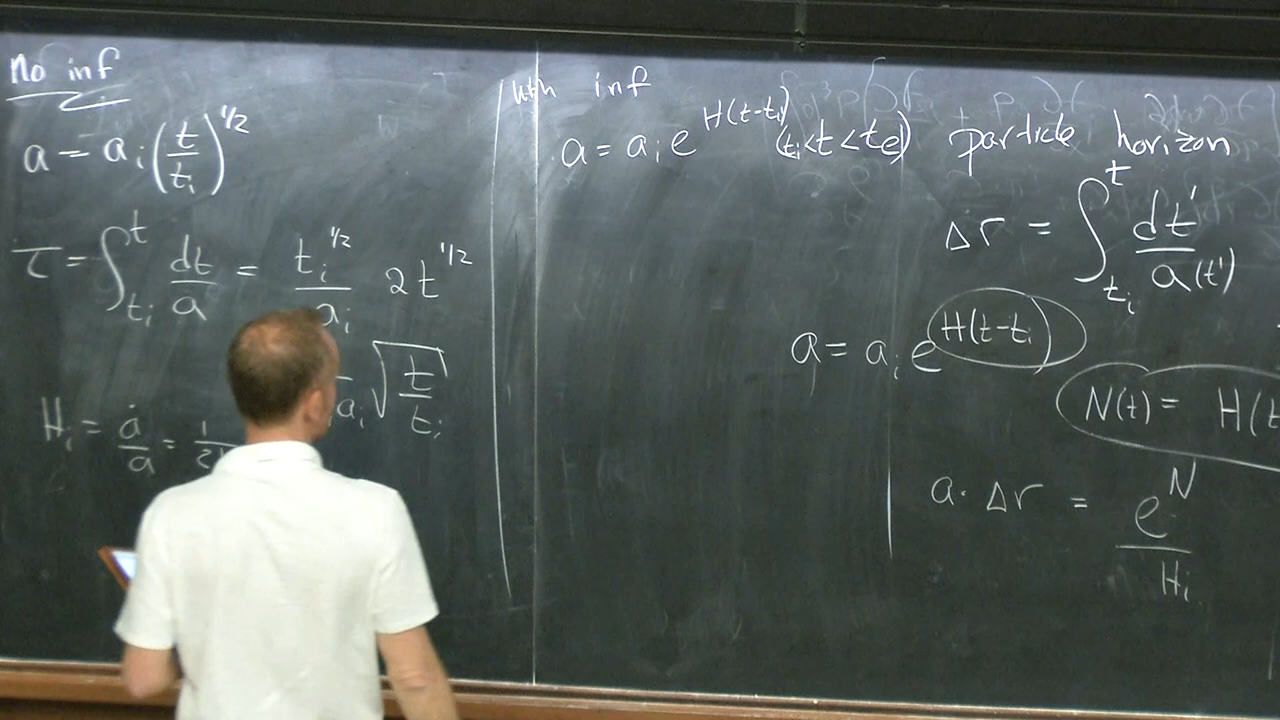 No inf
a = a_i (t/t_i)^{1/2}
τ = ∫_{t_i}^{t} dt/a = t_i^{1/2}/a_i 2t^{1/2}
a_i √(t/t_i)
H_i = ȧ/a = 1/2
With inf
a = a_i e^{H(t-t_i)} (t_i < t < t_e)
particle horizon
Δr = ∫_{t_i}^{t} dt'/a(t')
a = a_i e^{H(t-t_i)}
N(t) = H(t
a · Δr = e^N/H_i